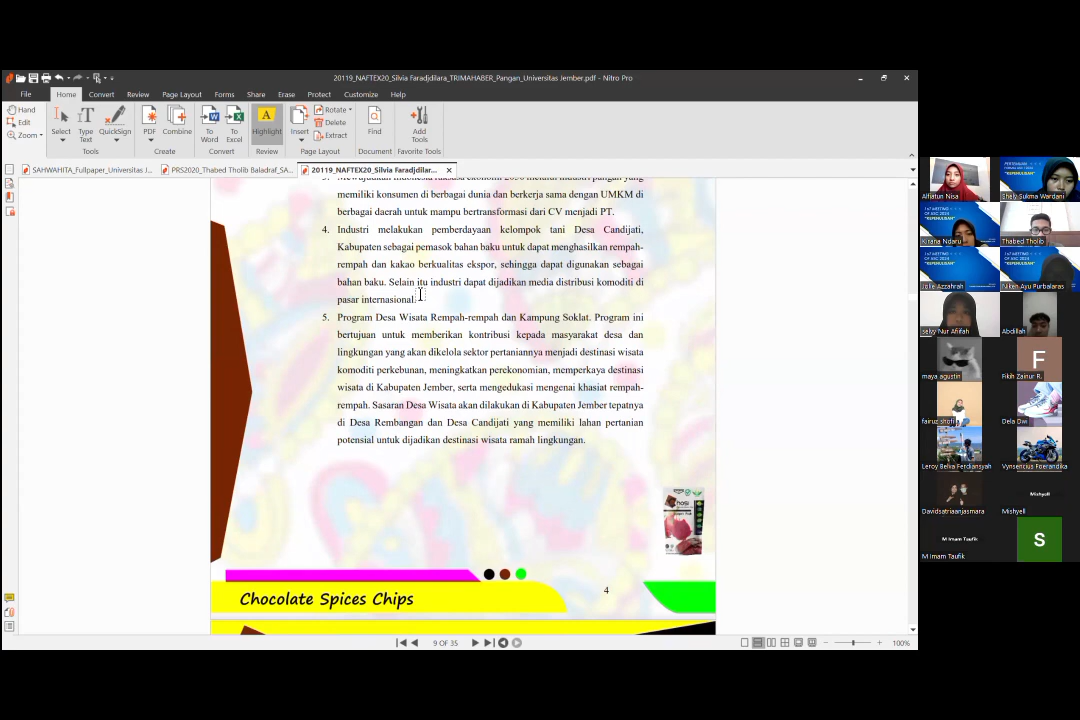 20119_NAFTEX20_Silvia Faradjdilara_TRIMAHABER_Pangan_Universitas Jember.pdf - Nitro Pro
File Home Convert Review Page Layout Forms Share Erase Protect Customize Help
Hand
Edit
Zoom
Select
Type Text
QuickSign
Tools
PDF
Combine
Create
To Word
To Excel
Convert
Highlight
Review
Insert
Rotate
Delete
Extract
Page Layout
Find
Document
Add Tools
Favorite Tools
SAHWAHITA_Fullpaper_Universitas J...
PRS2020_Thabed Tholib Baladraf_SA...
20119_NAFTEX20_Silvia Faradjdilar...
memiliki konsumen di berbagai dunia dan berkerja sama dengan UMKM di
berbagai daerah untuk mampu bertransformasi dari CV menjadi PT.
4. Industri melakukan pemberdayaan kelompok tani Desa Candijati,
Kabupaten sebagai pemasok bahan baku untuk dapat menghasilkan rempah-
rempah dan kakao berkualitas ekspor, sehingga dapat digunakan sebagai
bahan baku. Selain itu industri dapat dijadikan media distribusi komoditi di
pasar internasional.
5. Program Desa Wisata Rempah-rempah dan Kampung Soklat. Program ini
bertujuan untuk memberikan kontribusi kepada masyarakat desa dan
lingkungan yang akan dikelola sektor pertaniannya menjadi destinasi wisata
komoditi perkebunan, meningkatkan perekonomian, memperkaya destinasi
wisata di Kabupaten Jember, serta mengedukasi mengenai khasiat rempah-
rempah. Sasaran Desa Wisata akan dilakukan di Kabupaten Jember tepatnya
di Desa Rembangan dan Desa Candijati yang memiliki lahan pertanian
potensial untuk dijadikan destinasi wisata ramah lingkungan.
4
Chocolate Spices Chips
9 OF 35
100%
Alfiatun Nisa
Ehely Sukma Wardani
Kirana Ndaru
Thabed Tholib
Jolie Azzahrah
Niken Ayu Purbalaras
selvy Nur Afifah
Abdillah
maya agustin
F
Fikih Zainur R.
fairuz shofi
Dela Dwi
Leroy Belva Ferdiansyah
Vynsencius Foerandika
Davidsatriaanjasmara
Mishyell
Mishyell
M Imam Taufik
M Imam Taufik
S